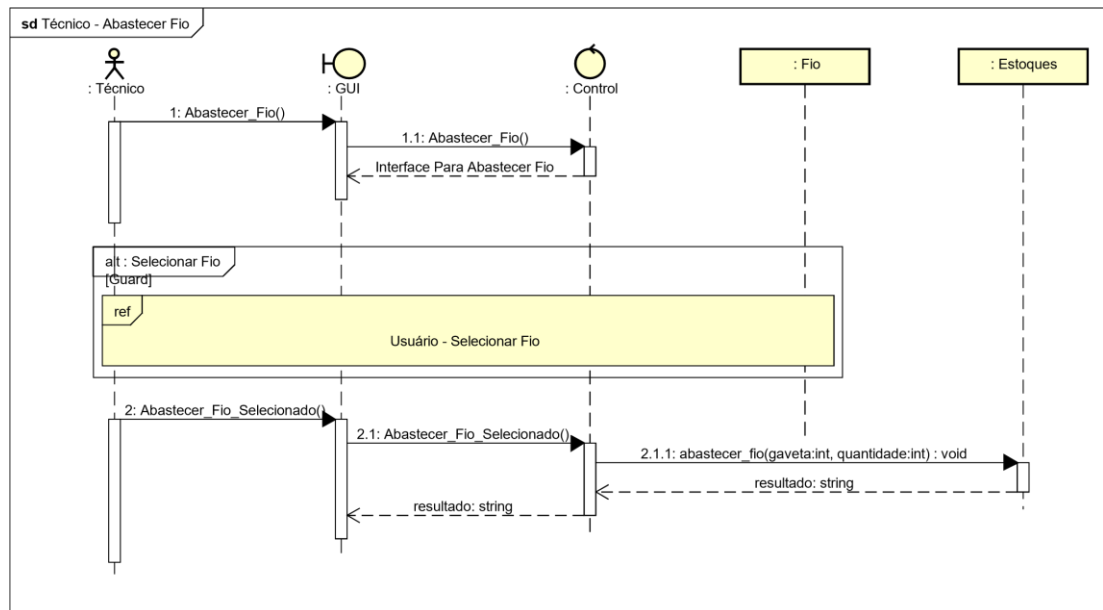 sd Técnico - Abastecer Fio
: Técnico
: GUI
: Control
: Fio
: Estoques
1: Abastecer_Fio()
1.1: Abastecer_Fio()
Interface Para Abastecer Fio
alt : Selecionar Fio
[Guard]
ref
Usuário - Selecionar Fio
2: Abastecer_Fio_Selecionado()
2.1: Abastecer_Fio_Selecionado()
2.1.1: abastecer_fio(gaveta:int, quantidade:int) : void
resultado: string
resultado: string